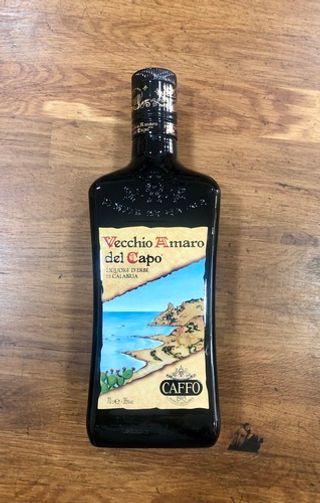 Vecchio Amaro
del Capo
LIQUORE D'ERBE
DI CALABRIA
CAFFO